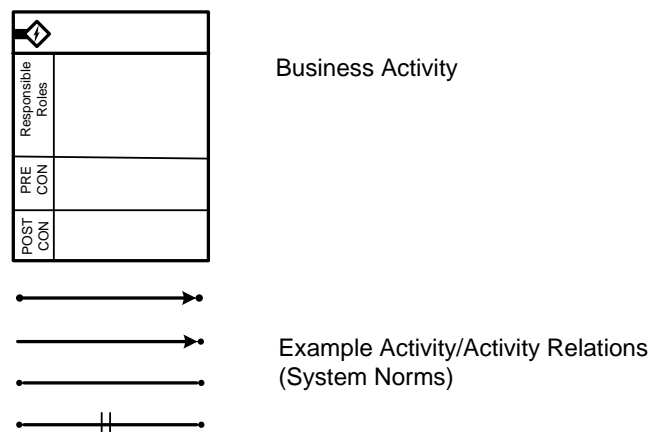 Responsible
Roles
PRE
CON
POST
CON
Business Activity
Example Activity/Activity Relations
(System Norms)